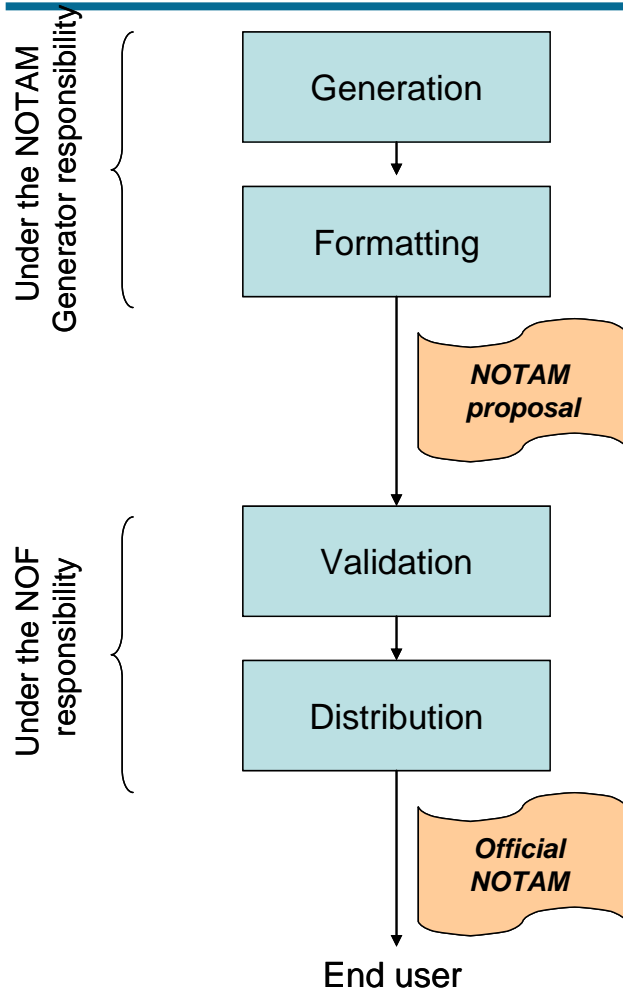 Under the NOTAM
Generator responsibility
Generation
Formatting
NOTAM
proposal
Under the NOF
responsibility
Validation
Distribution
Official
NOTAM
End user